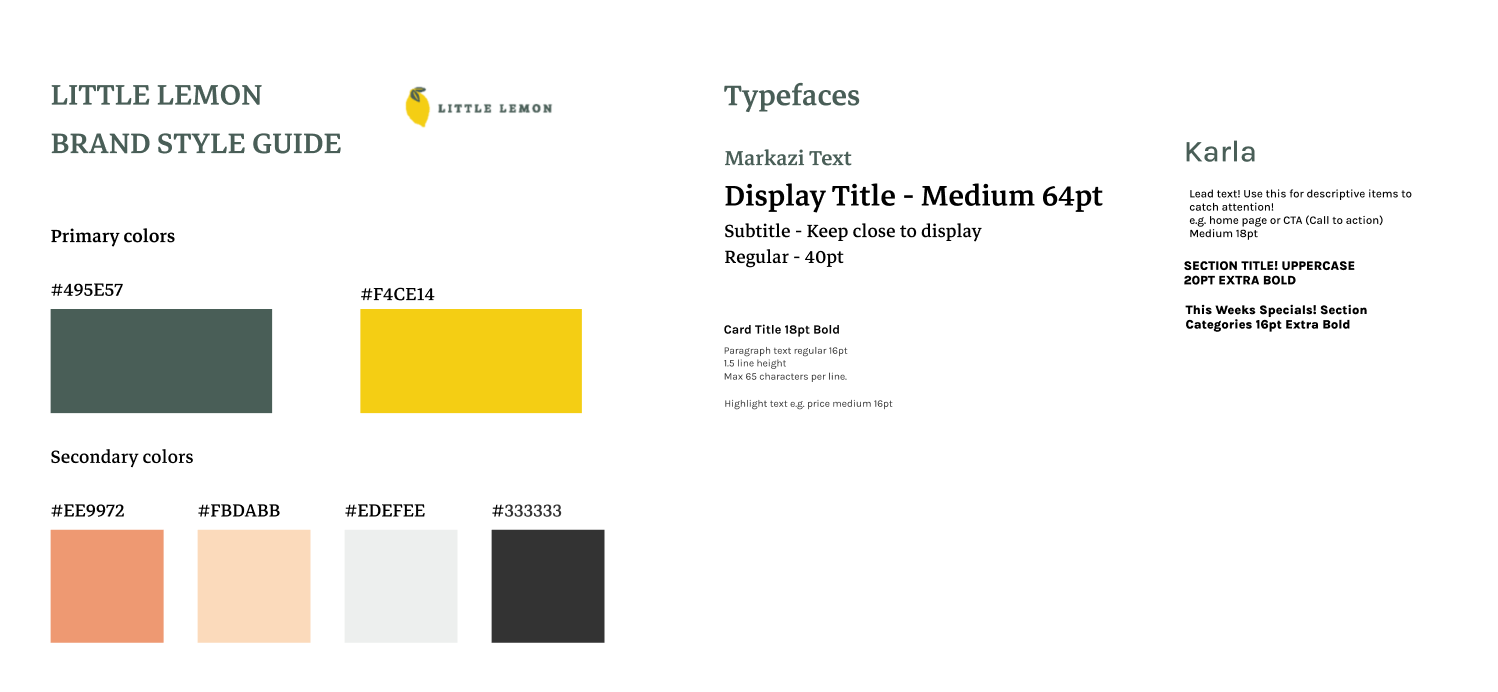 LITTLE LEMON
BRAND STYLE GUIDE
LITTLE LEMON
Primary colors
#495E57
#F4CE14
Secondary colors
#EE9972
#FBDABB
#EDEFEE
#333333
Typefaces
Markazi Text
Display Title - Medium 64pt
Subtitle - Keep close to display
Regular - 40pt
Card Title 18pt Bold
Paragraph text regular 16pt
1.5 line height
Max 65 characters per line.
Highlight text e.g. price medium 16pt
Karla
Lead text! Use this for descriptive items to
catch attention!
e.g. home page or CTA (Call to action)
Medium 18pt
SECTION TITLE! UPPERCASE
20PT EXTRA BOLD
This Weeks Specials! Section
Categories 16pt Extra Bold